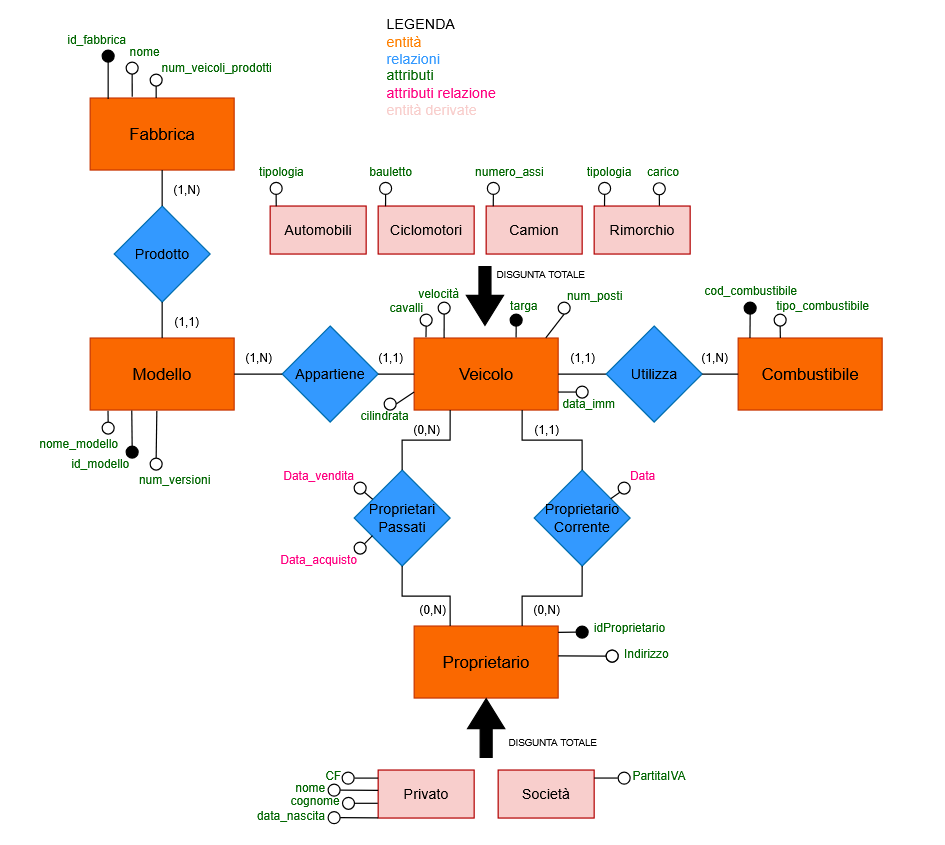 LEGENDA
entità
relazioni
attributi
attributi relazione
entità derivate
id_fabbrica
nome
num_veicoli_prodotti
Fabbrica
(1,N)
Prodotto
(1,1)
tipologia
bauletto
numero_assi
tipologia
carico
Automobili
Ciclomotori
Camion
Rimorchio
DISGUNTA TOTALE
velocità
cavalli
targa
num_posti
cod_combustibile
tipo_combustibile
Modello
(1,N)
Appartiene
(1,1)
Veicolo
(1,1)
Utilizza
(1,N)
Combustibile
nome_modello
id_modello
num_versioni
cilindrata
data_imm
(0,N)
(1,1)
Data_vendita
Data
Proprietari
Passati
Proprietario
Corrente
Data_acquisto
(0,N)
(0,N)
idProprietario
Proprietario
Indirizzo
DISGUNTA TOTALE
CF
nome
cognome
data_nascita
Privato
Società
PartitaIVA